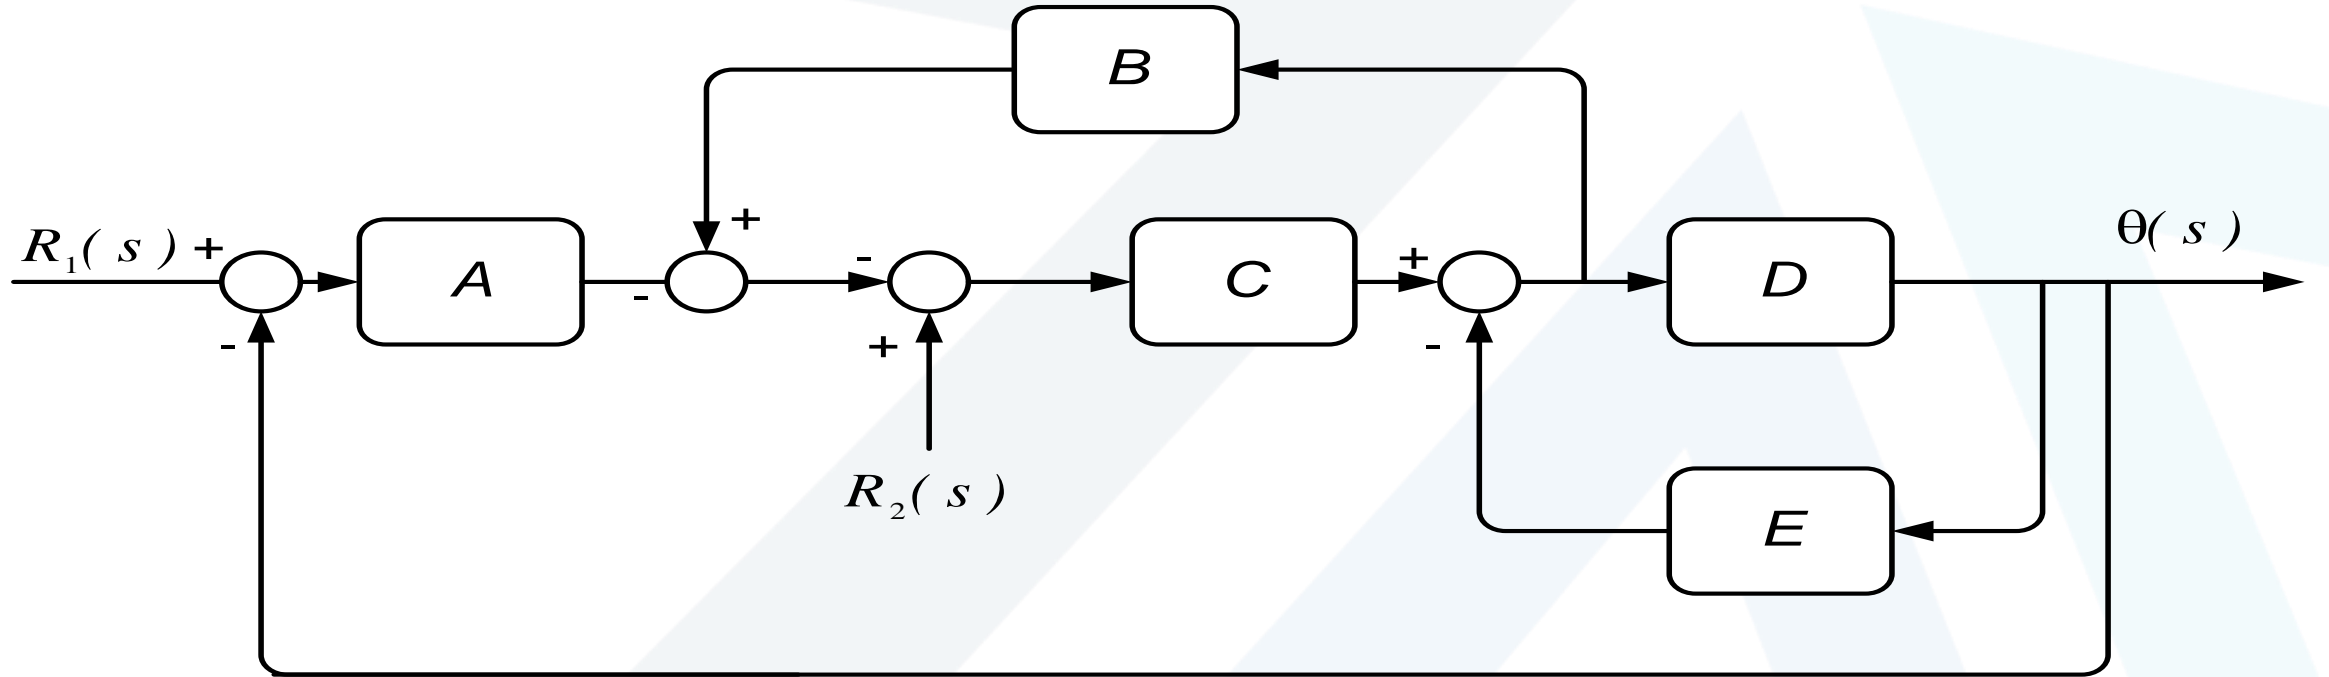 B
R₁( s ) +
-
A
-
+
-
+
R₂( s )
C
+
-
D
θ( s )
E